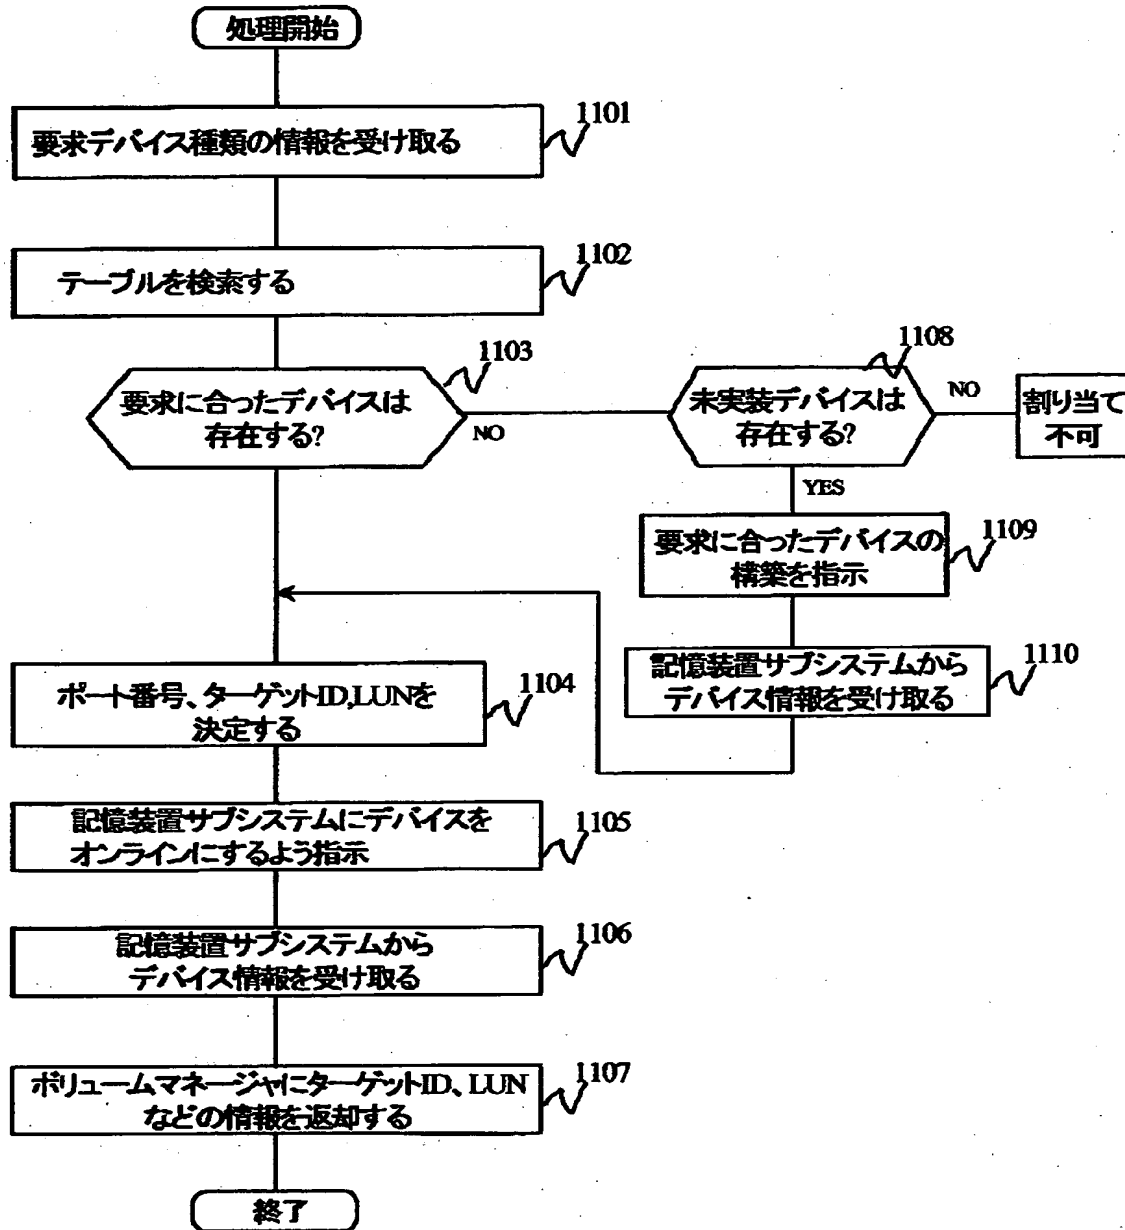 処理開始
1101
要求デバイス種類の情報を受け取る
1102
テーブルを検索する
1103
要求に合ったデバイスは
存在する?
NO
1108
未実装デバイスは
存在する?
NO
割り当て
不可
YES
1109
要求に合ったデバイスの
構築を指示
1110
記憶装置サブシステムから
デバイス情報を受け取る
1104
ポート番号、ターゲットID,LUNを
決定する
1105
記憶装置サブシステムにデバイスを
オンラインにするよう指示
1106
記憶装置サブシステムから
デバイス情報を受け取る
1107
ボリュームマネージャにターゲットID、LUN
などの情報を返却する
終了